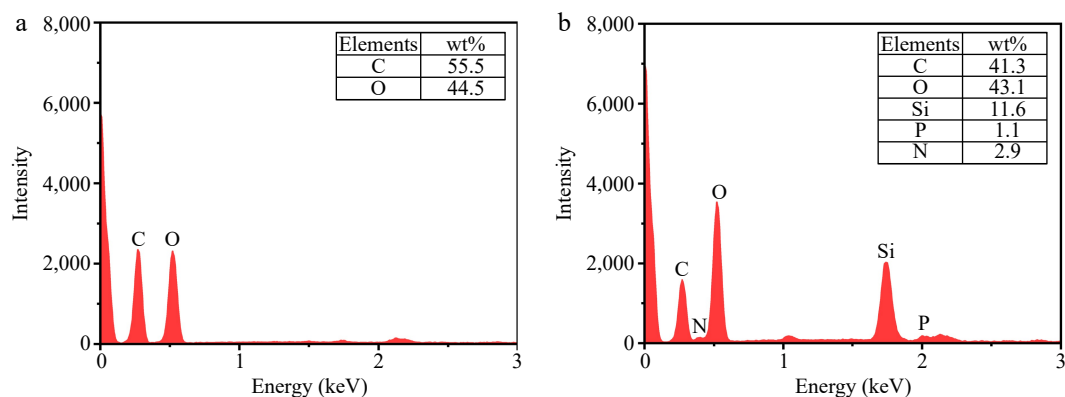 a
8,000
6,000
4,000
2,000
0
Intensity
Elements wt%
C 55.5
O 44.5
C O
0 1 2 3
Energy (keV)
b
8,000
6,000
4,000
2,000
0
Intensity
Elements wt%
C 41.3
O 43.1
Si 11.6
P 1.1
N 2.9
O
Si
C
N
P
0 1 2 3
Energy (keV)